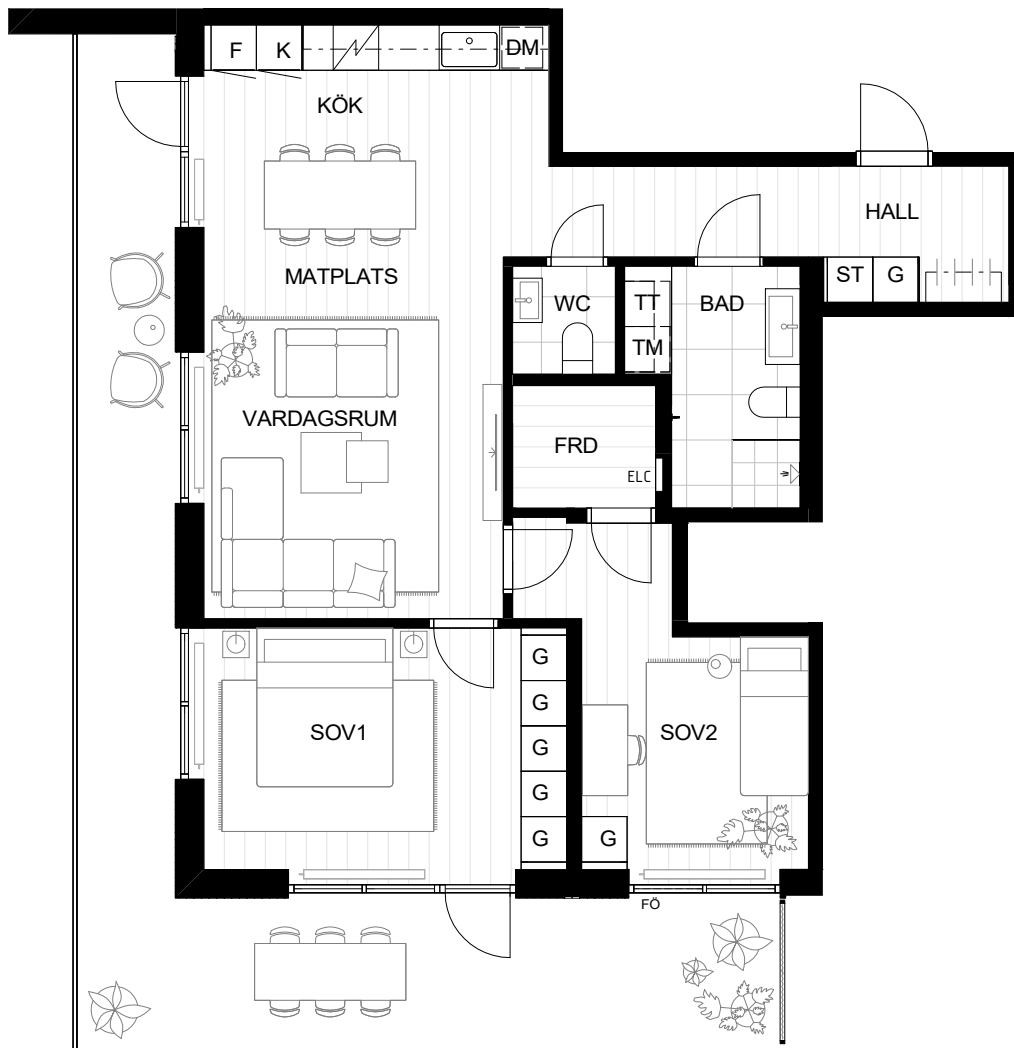 F K DM
KÖK
HALL
MATPLATS
ST G
WC TT BAD
TM
VARDAGSRUM
FRD
ELC
G
G
SOV1 SOV2
G
G
G G
FÖ